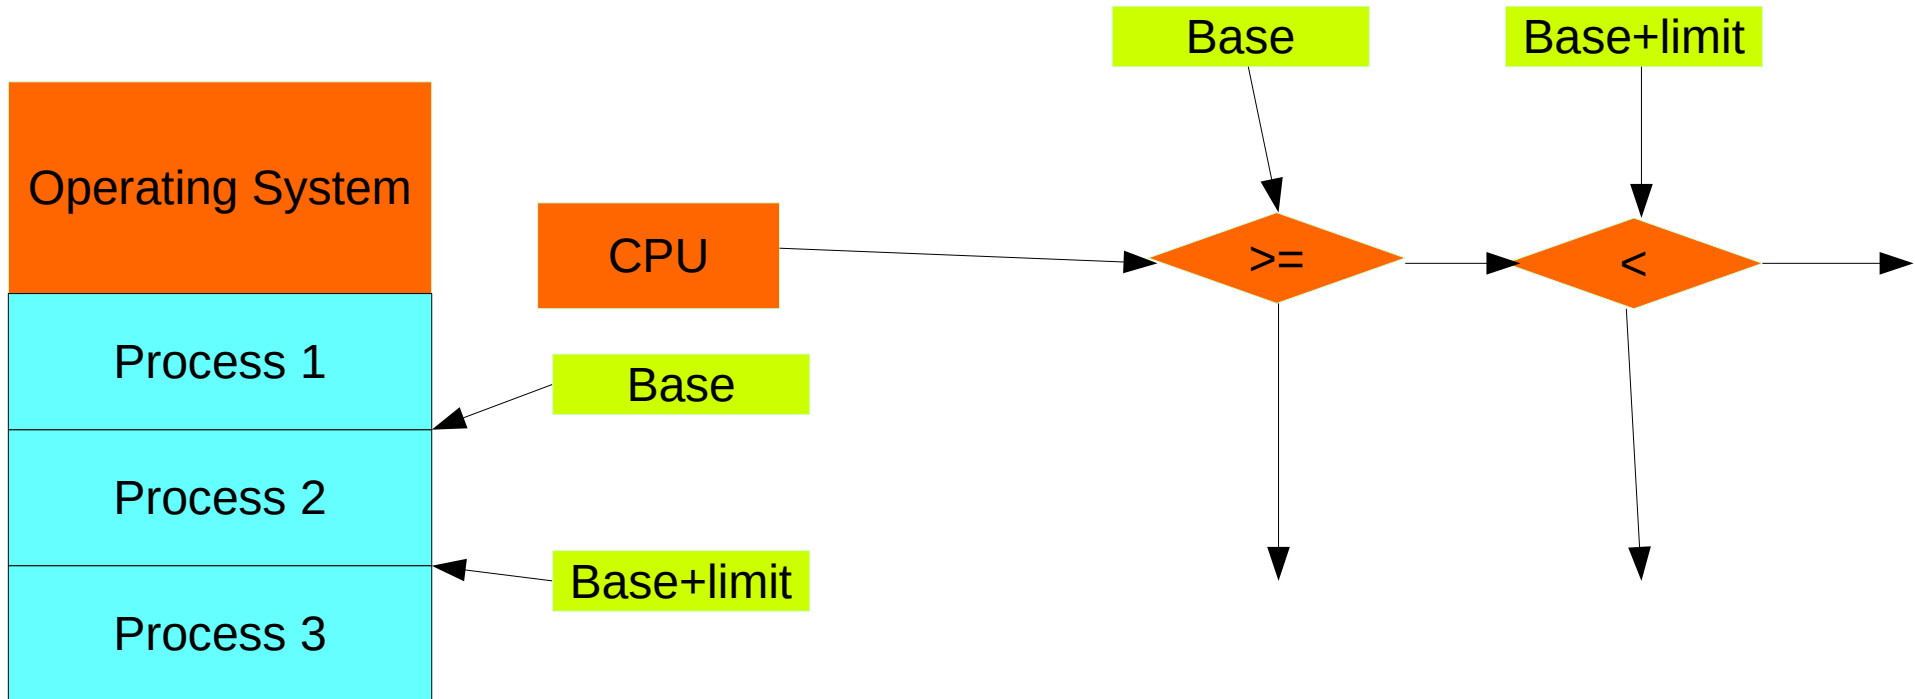 Base
Base+limit
Operating System
CPU
>=
<
Process 1
Base
Process 2
Base+limit
Process 3